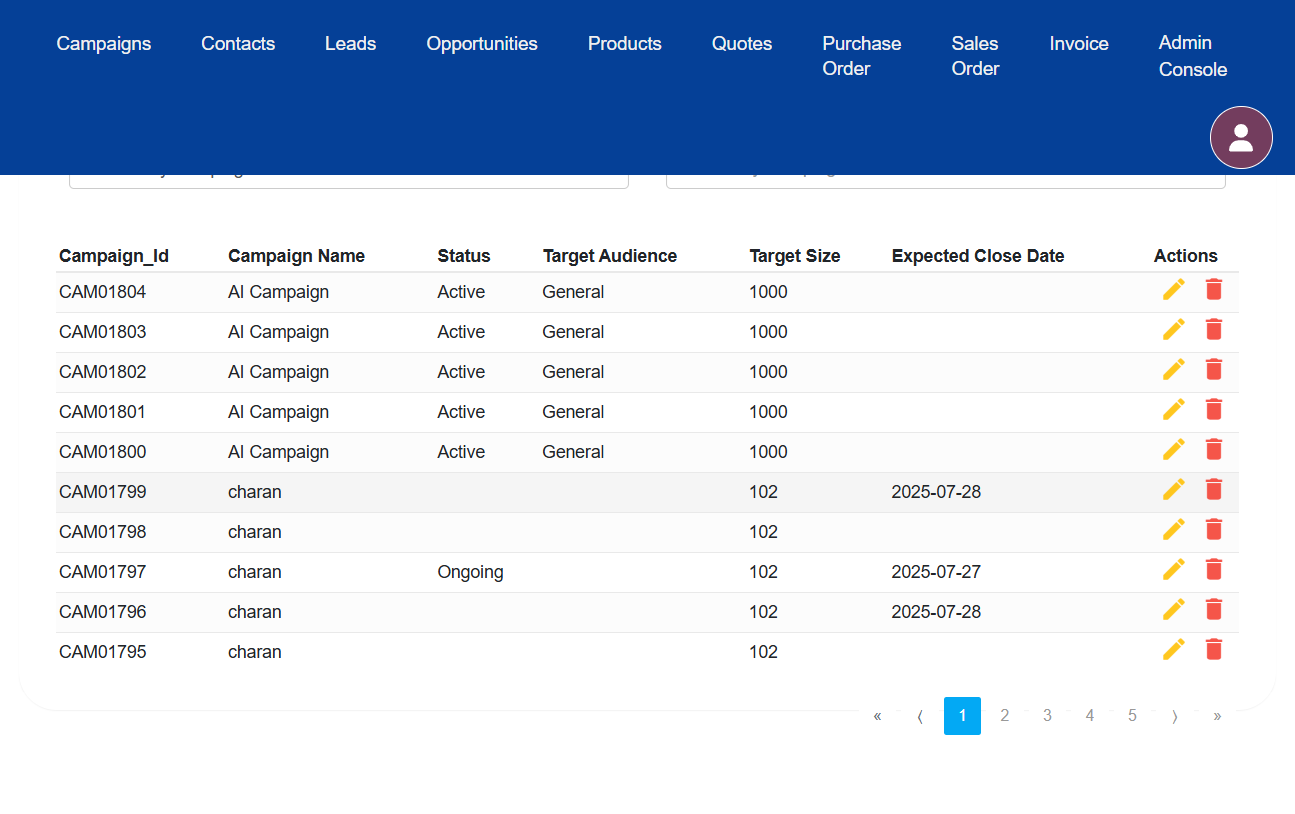 Campaigns Contacts Leads Opportunities Products Quotes Purchase Order Sales Order Invoice Admin Console
Campaign_Id Campaign Name Status Target Audience Target Size Expected Close Date Actions
CAM01804 AI Campaign Active General 1000
CAM01803 AI Campaign Active General 1000
CAM01802 AI Campaign Active General 1000
CAM01801 AI Campaign Active General 1000
CAM01800 AI Campaign Active General 1000
CAM01799 charan 102 2025-07-28
CAM01798 charan 102
CAM01797 charan Ongoing 102 2025-07-27
CAM01796 charan 102 2025-07-28
CAM01795 charan 102
« ⟨ 1 2 3 4 5 ⟩ »